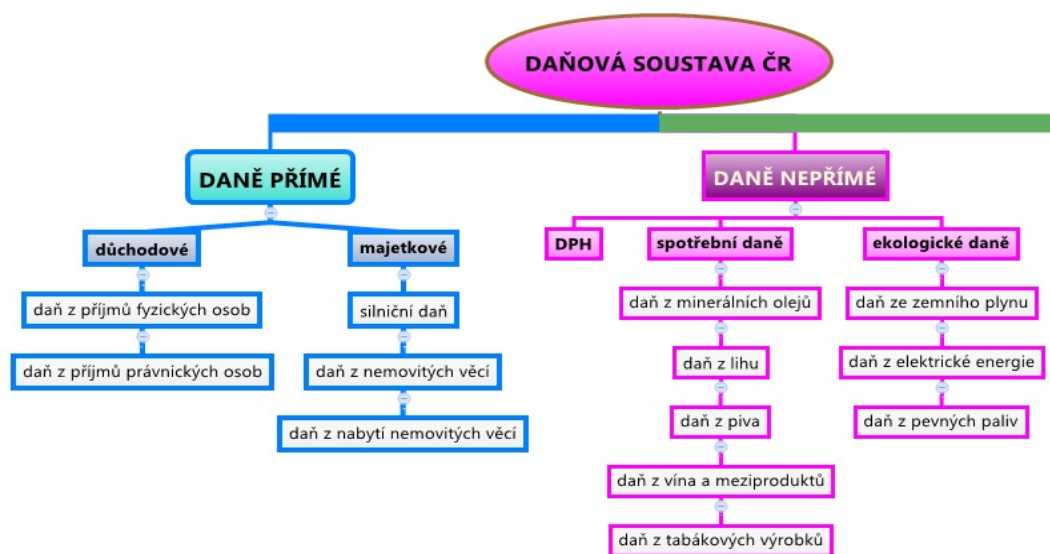 DAŇOVÁ SOUSTAVA ČR
DANĚ PŘÍMÉ
důchodové
daň z příjmů fyzických osob
daň z příjmů právnických osob
majetkové
silniční daň
daň z nemovitých věcí
daň z nabytí nemovitých věcí
DANĚ NEPŘÍMÉ
DPH
spotřební daně
daň z minerálních olejů
daň z lihu
daň z piva
daň z vína a meziproduktů
daň z tabákových výrobků
ekologické daně
daň ze zemního plynu
daň z elektrické energie
daň z pevných paliv